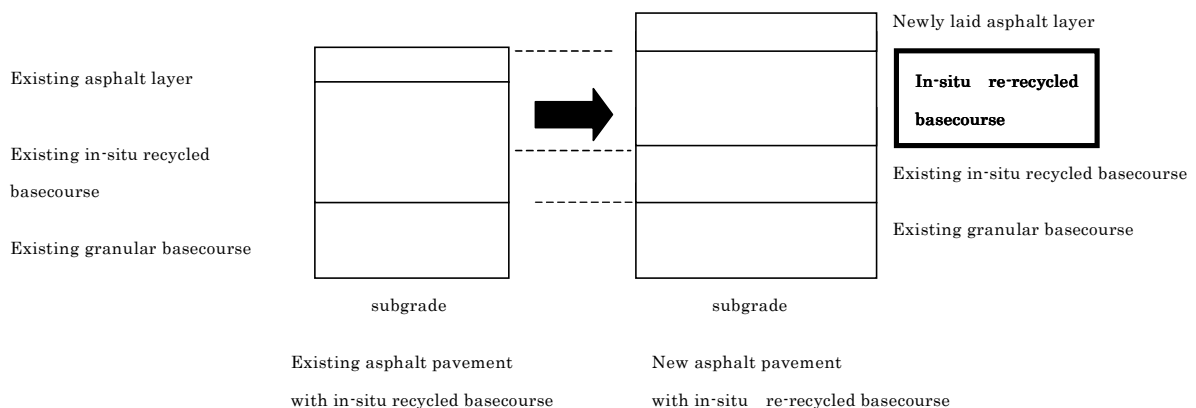 Newly laid asphalt layer
Existing asphalt layer
In-situ re-recycled
basecourse
Existing in-situ recycled
basecourse
Existing in-situ recycled basecourse
Existing granular basecourse
Existing granular basecourse
subgrade
subgrade
Existing asphalt pavement
with in-situ recycled basecourse
New asphalt pavement
with in-situ re-recycled basecourse